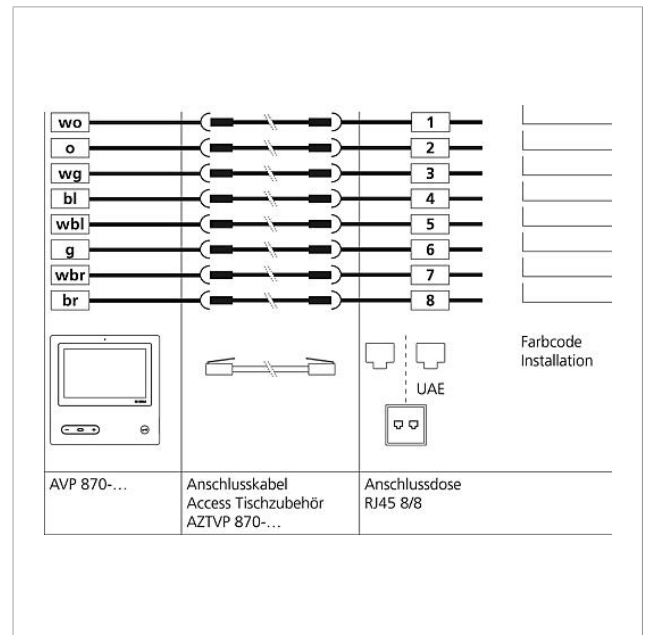 wo 1
o 2
wg 3
bl 4
wbl 5
g 6
wbr 7
br 8
Farbcode
Installation
UAE
AVP 870-...
Anschlusskabel
Access Tischzubehör
AZTVP 870-...
Anschlussdose
RJ45 8/8